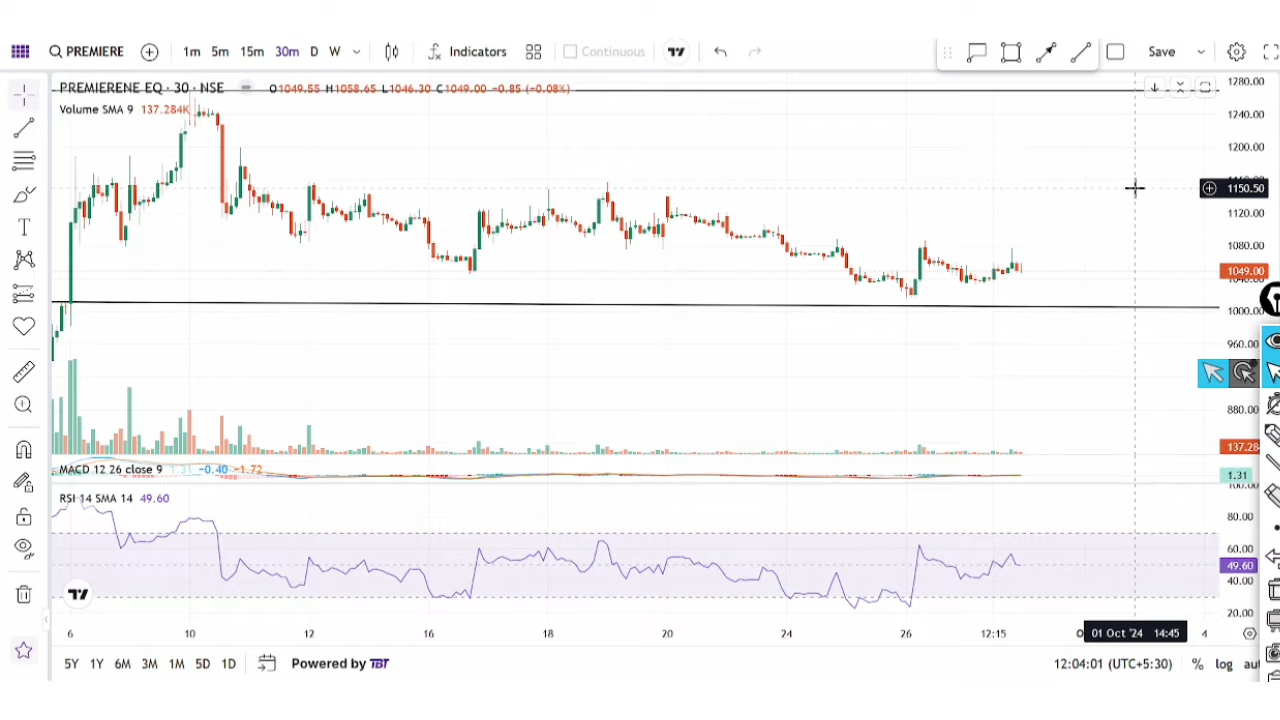 PREMIERE 1m 5m 15m 30m D W Indicators Continuous Save
PREMIERENE EQ · 30 · NSE O1049.55 H1058.65 L1046.30 C1049.00 −0.85 (−0.08%)
Volume SMA 9 137.284K
1280.00
1240.00
1200.00
1150.50
1120.00
1080.00
1049.00
1000.00
960.00
880.00
137.28
MACD 12 26 close 9 1.31 −0.40 −1.72
1.31
RSI 14 SMA 14 49.60
80.00
60.00
49.60
40.00
20.00
6 10 12 16 18 20 24 26 12:15 01 Oct '24 14:45 4
5Y 1Y 6M 3M 1M 5D 1D Powered by TBT 12:04:01 (UTC+5:30) % log